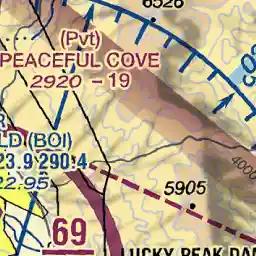 6526
(Pvt)
PEACEFUL COVE
2920 - 19
R
LD (BOI)
23.9 290.4
22.95
4000
5905
69
LUCKY PEAK DA